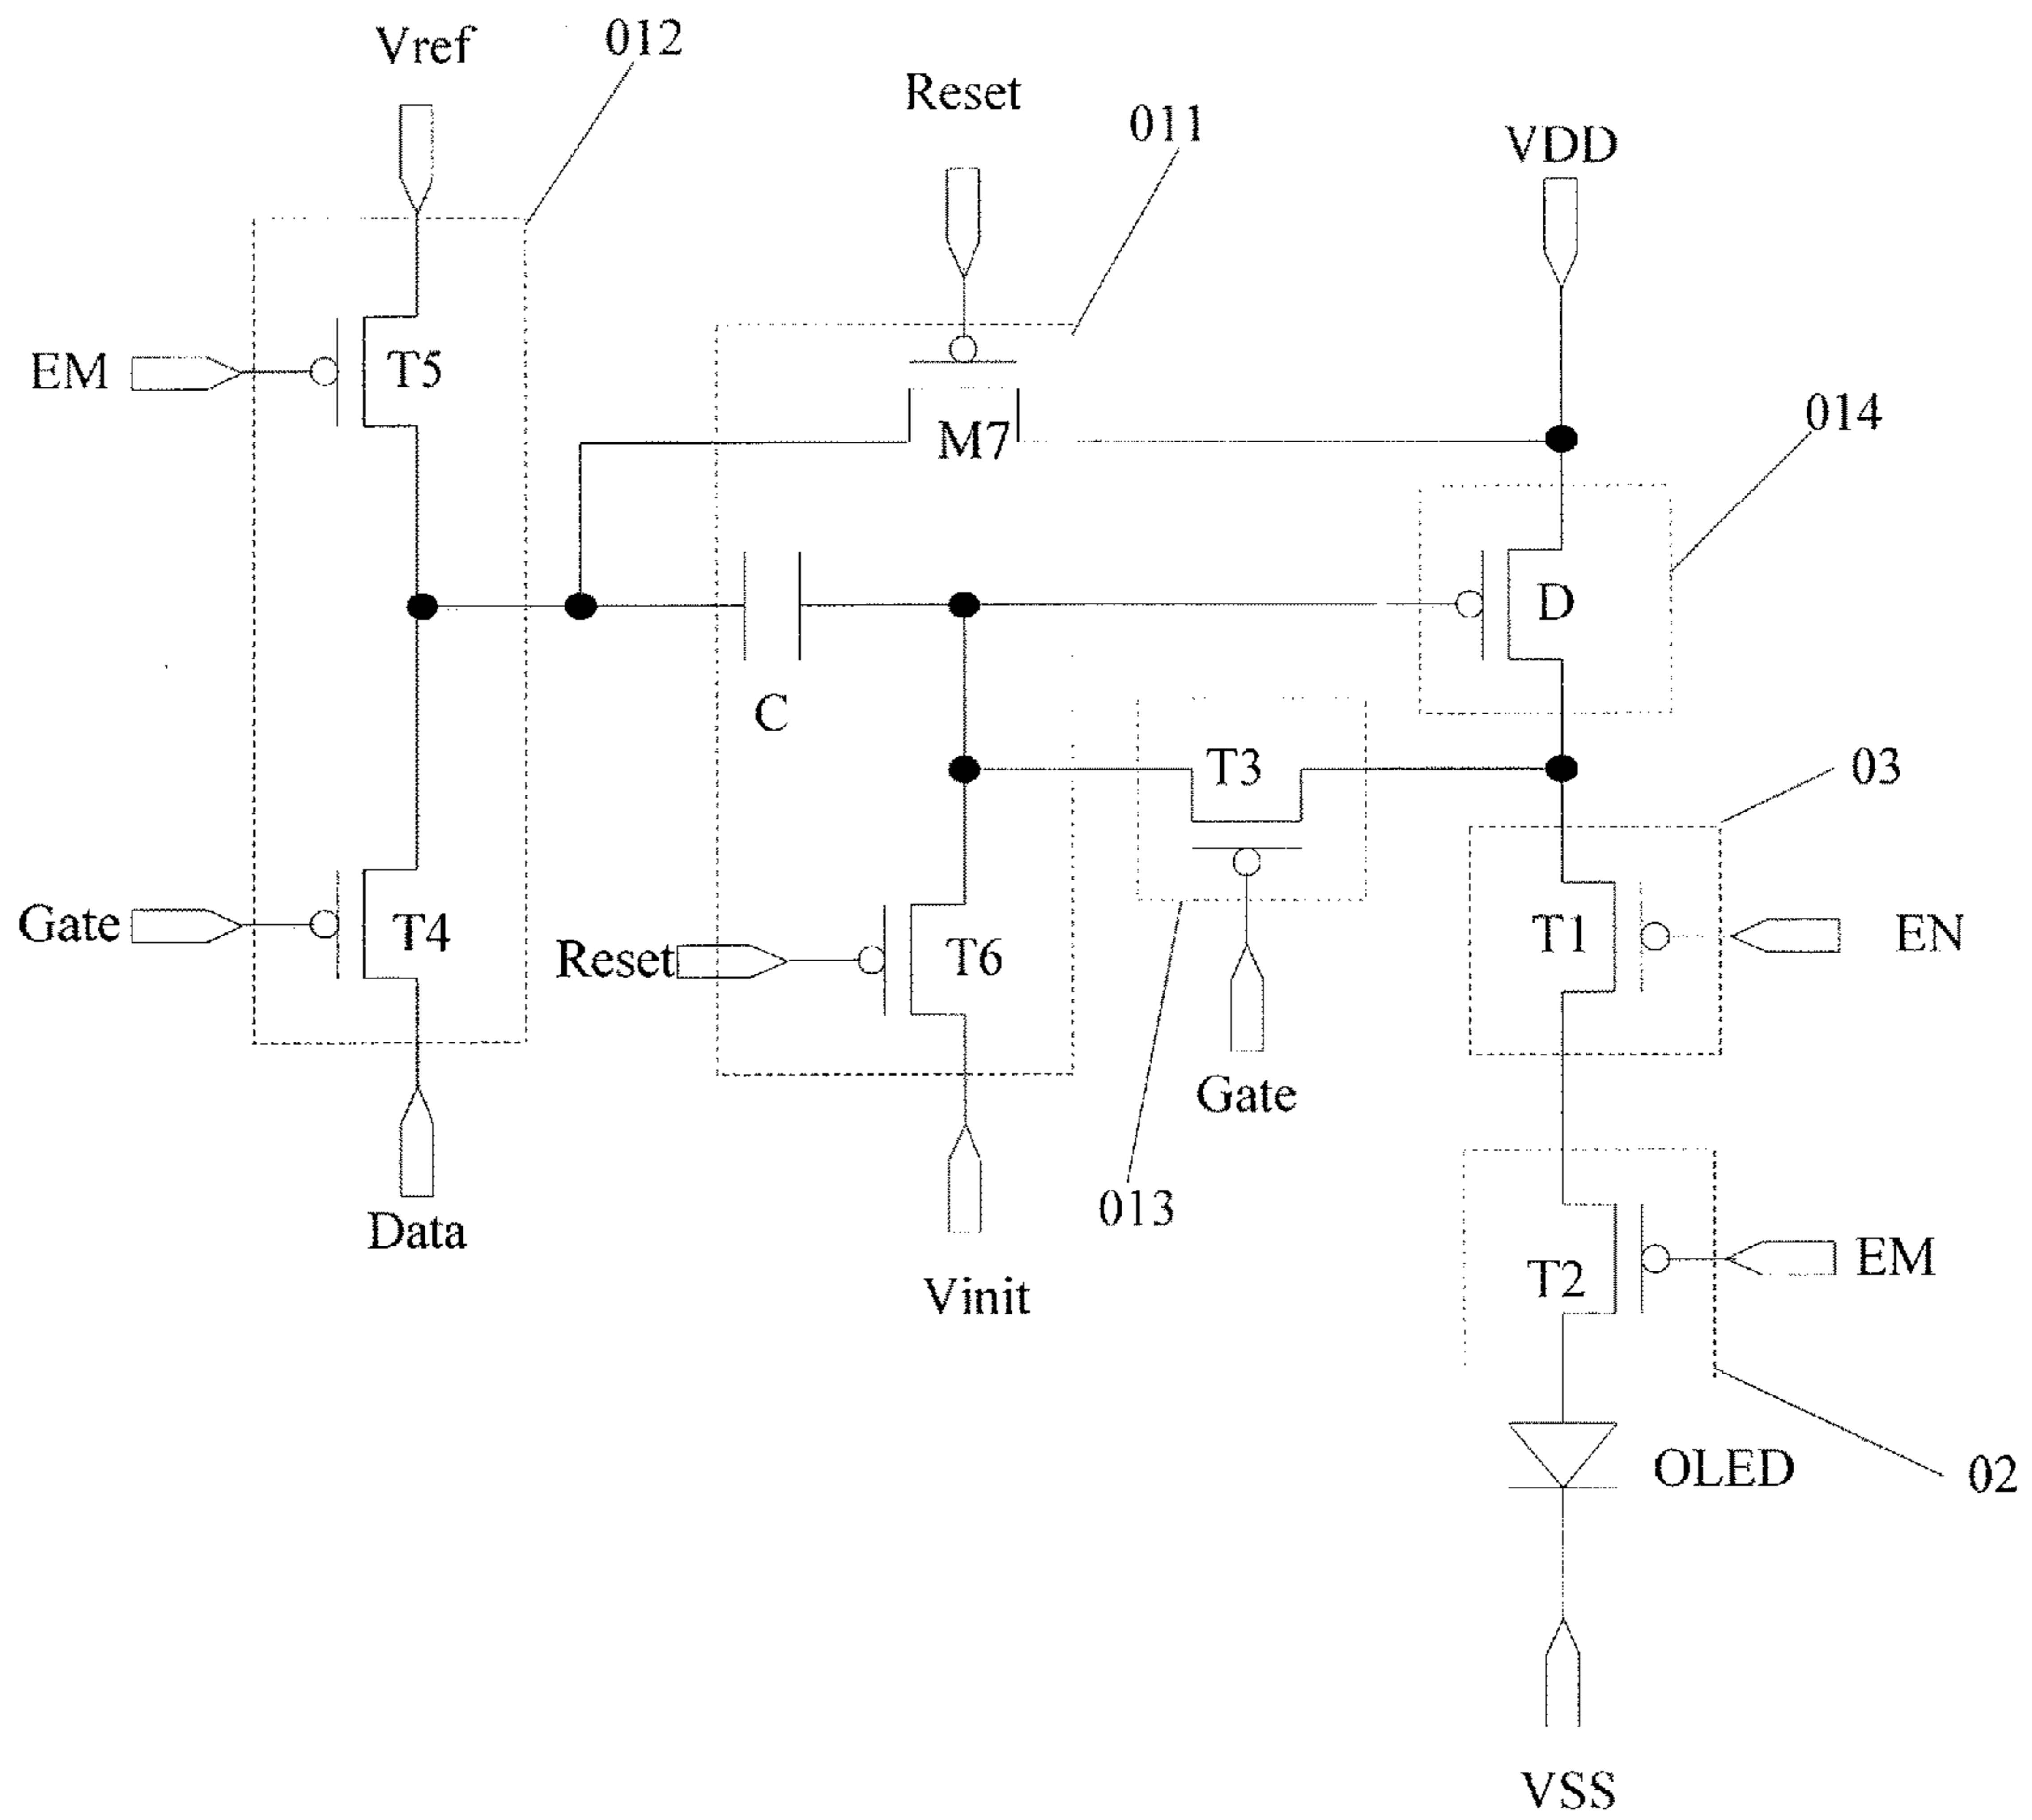 Vref
012
Reset
011
VDD
EM
T5
014
M7
D
C
T3
03
Gate
T4
Reset
T6
T1
EN
Gate
013
Data
Vinit
T2
EM
OLED
02
VSS